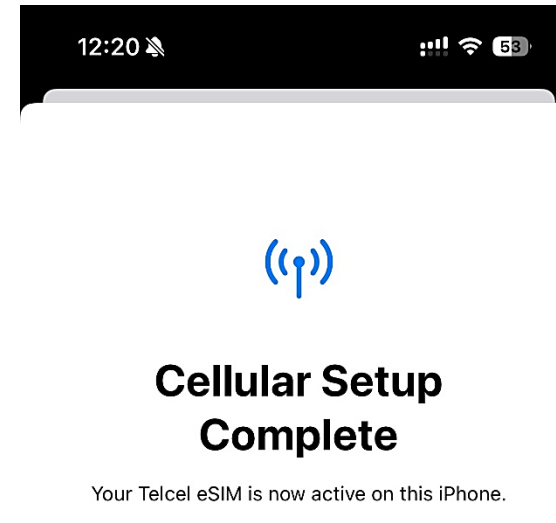 12:20
53
Cellular Setup
Complete
Your Telcel eSIM is now active on this iPhone.